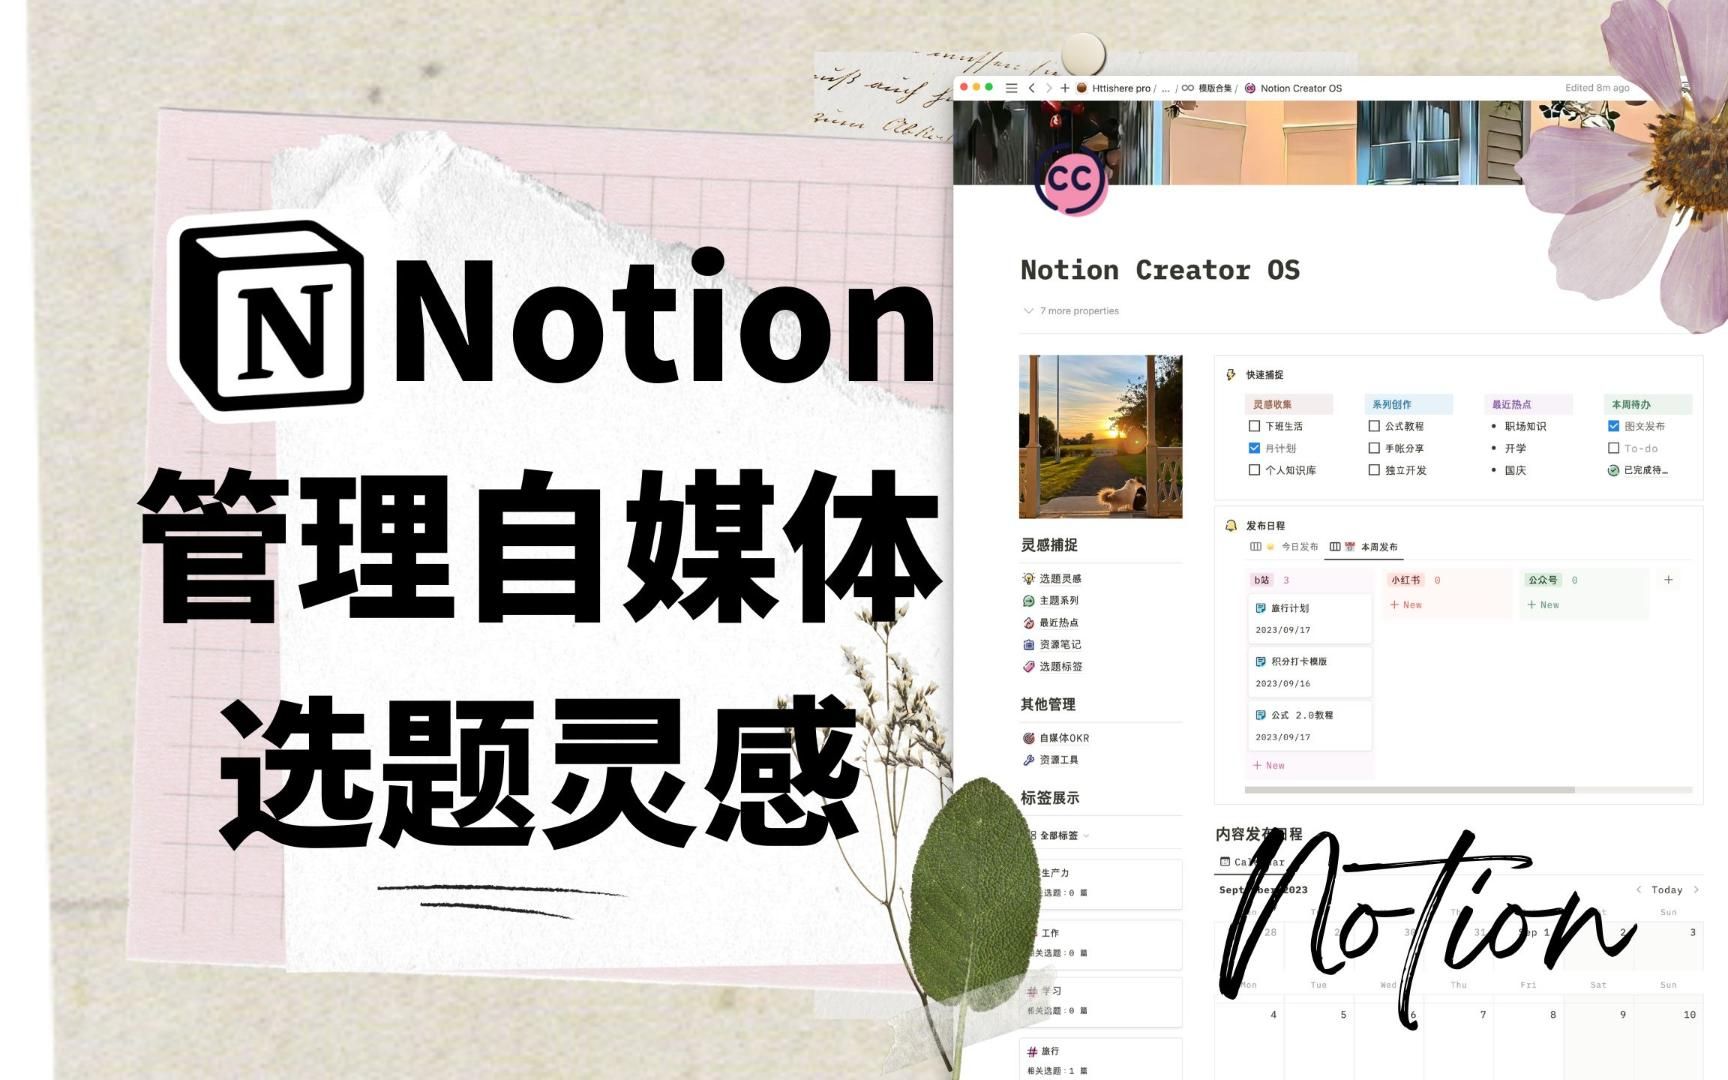 Notion
管理自媒体
选题灵感
Httishere pro / ... / 模版合集 / Notion Creator OS
Edited 8m ago
CC
Notion Creator OS
7 more properties
快速捕捉
灵感收集 系列创作 最近热点 本周待办
下班生活 公式教程 职场知识 图文发布
月计划 手帐分享 开学 To-do
个人知识库 独立开发 国庆 已完成待…
发布日程
今日发布 本周发布
b站 3 小红书 0 公众号 0
+ New + New
旅行计划
2023/09/17
积分打卡模版
2023/09/16
公式 2.0教程
2023/09/17
+ New
灵感捕捉
选题灵感
主题系列
最近热点
资源笔记
选题标签
其他管理
自媒体OKR
资源工具
标签展示
全部标签
生产力
相关选题：0 篇
工作
相关选题：0 篇
# 学习
相关选题：0 篇
# 旅行
相关选题：1 篇
内容发布日程
Calendar
September 2023
Today
Notion
Sun
28 30 31 Sep 1 2 3
Mon Tue Wed Thu Fri Sat Sun
4 5 6 7 8 9 10